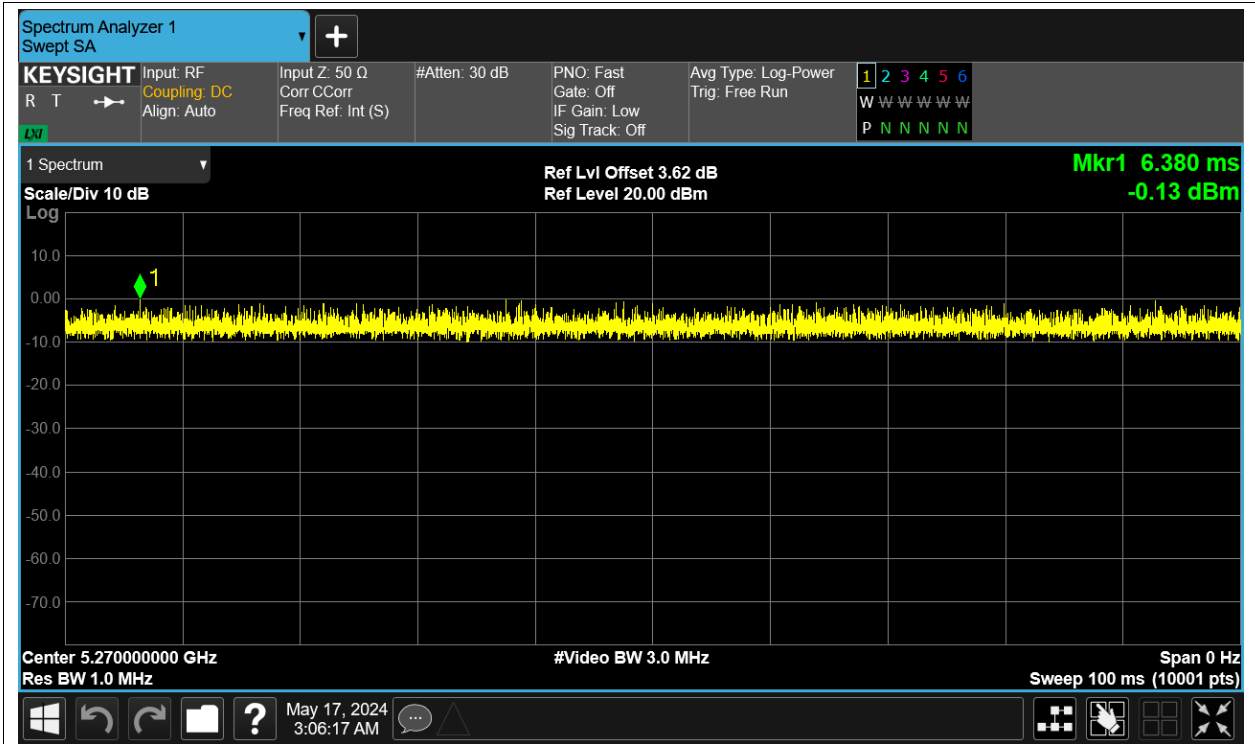 Spectrum Analyzer 1
Swept SA
KEYSIGHT
R T
LXI
Input: RF
Coupling: DC
Align: Auto
Input Z: 50 Ω
Corr CCorr
Freq Ref: Int (S)
#Atten: 30 dB
PNO: Fast
Gate: Off
IF Gain: Low
Sig Track: Off
Avg Type: Log-Power
Trig: Free Run
1 2 3 4 5 6
W W W W W W
P N N N N N
1 Spectrum
Scale/Div 10 dB
Log
Ref Lvl Offset 3.62 dB
Ref Level 20.00 dBm
Mkr1 6.380 ms
-0.13 dBm
10.0
1
0.00
-10.0
-20.0
-30.0
-40.0
-50.0
-60.0
-70.0
Center 5.270000000 GHz
Res BW 1.0 MHz
#Video BW 3.0 MHz
Span 0 Hz
Sweep 100 ms (10001 pts)
?
May 17, 2024
3:06:17 AM